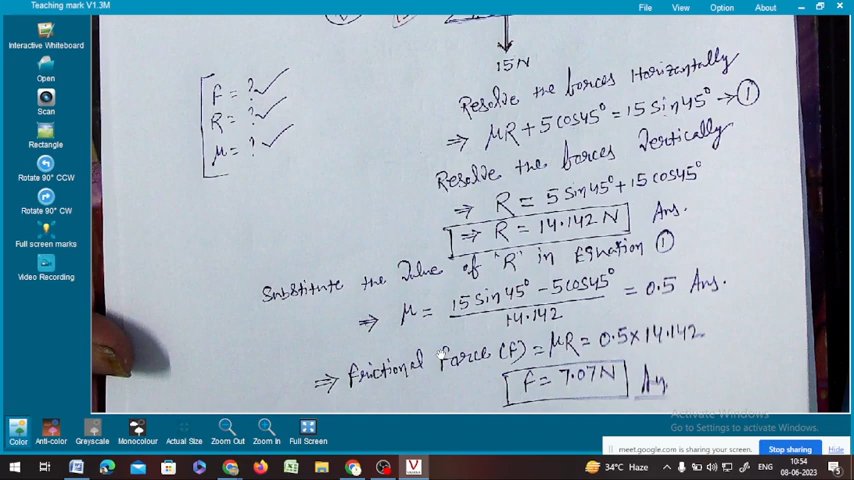 Teaching mark V1.3M
File View Option About
Interactive Whiteboard
Open
Scan
Rectangle
Rotate 90° CCW
Rotate 90° CW
Full screen marks
Video Recording
15N
F = ?
R = ?
μ = ?
Resolve the forces Horizontally
⇒ μR + 5 cos45° = 15 sin 45° → ①
Resolve the forces Vertically
⇒ R = 5 sin45° + 15 cos45°
⇒ R = 14.142 N Ans.
Substitute the Value of "R" in Equation ①
⇒ μ = 15 sin 45° - 5 cos 45° / 14.142 = 0.5 Ans.
⇒ Frictional Force (F) = μR = 0.5 x 14.142
F = 7.07N Ans
Activate Windows
Go to Settings to activate Windows.
Color Anti-color Greyscale Monocolour Actual Size Zoom Out Zoom In Full Screen
meet.google.com is sharing your screen. Stop sharing Hide
34°C Haze ENG 10:54
08-06-2023